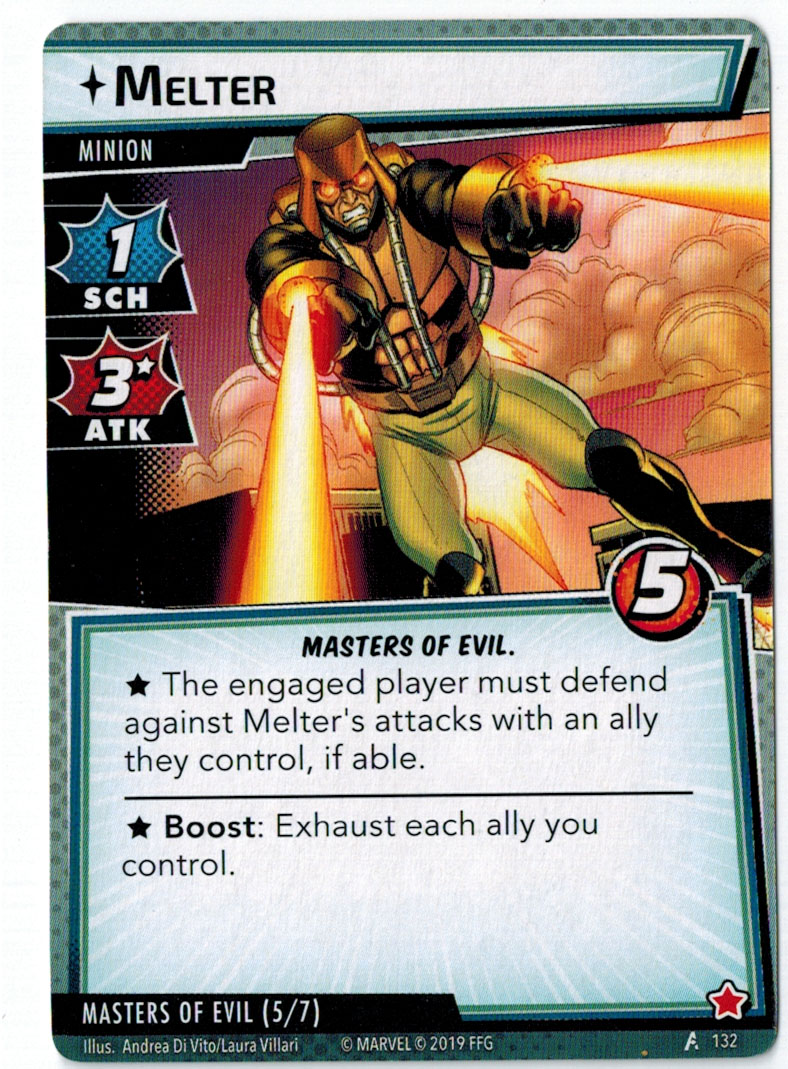 MELTER
MINION
1
SCH
3★
ATK
5
MASTERS OF EVIL.
★ The engaged player must defend
against Melter's attacks with an ally
they control, if able.
★ Boost: Exhaust each ally you
control.
MASTERS OF EVIL (5/7)
Illus. Andrea Di Vito/Laura Villari © MARVEL © 2019 FFG 132